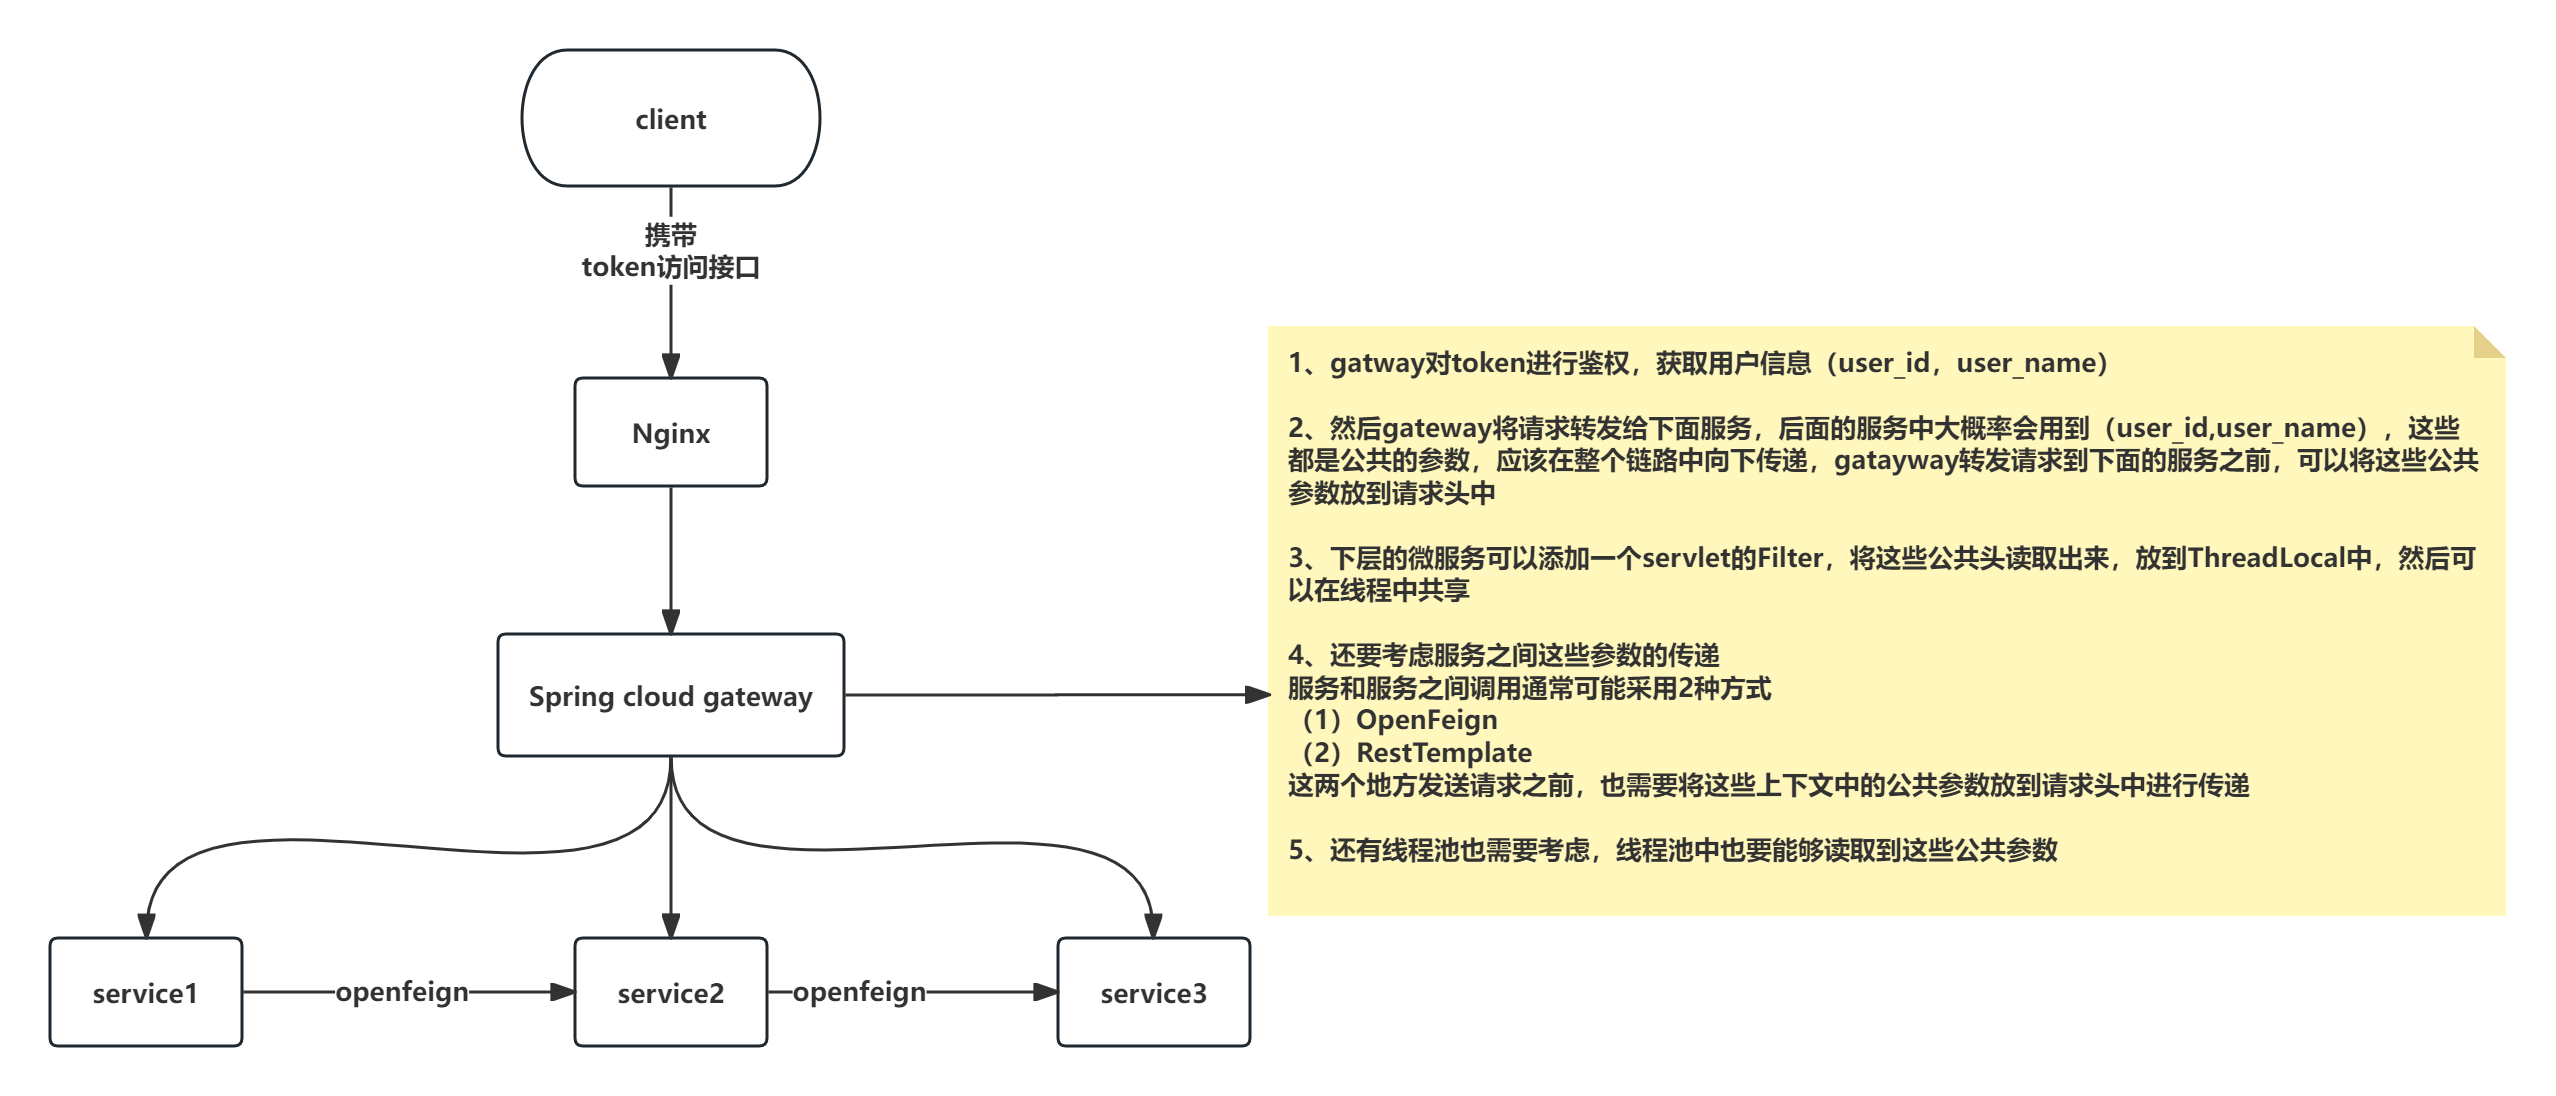 client
携带
token访问接口
Nginx
Spring cloud gateway
service1
openfeign
service2
openfeign
service3
1、gatway对token进行鉴权，获取用户信息（user_id，user_name）
2、然后gateway将请求转发给下面服务，后面的服务中大概率会用到（user_id,user_name），这些
都是公共的参数，应该在整个链路中向下传递，gatayway转发请求到下面的服务之前，可以将这些公共
参数放到请求头中
3、下层的微服务可以添加一个servlet的Filter，将这些公共头读取出来，放到ThreadLocal中，然后可
以在线程中共享
4、还要考虑服务之间这些参数的传递
服务和服务之间调用通常可能采用2种方式
（1）OpenFeign
（2）RestTemplate
这两个地方发送请求之前，也需要将这些上下文中的公共参数放到请求头中进行传递
5、还有线程池也需要考虑，线程池中也要能够读取到这些公共参数